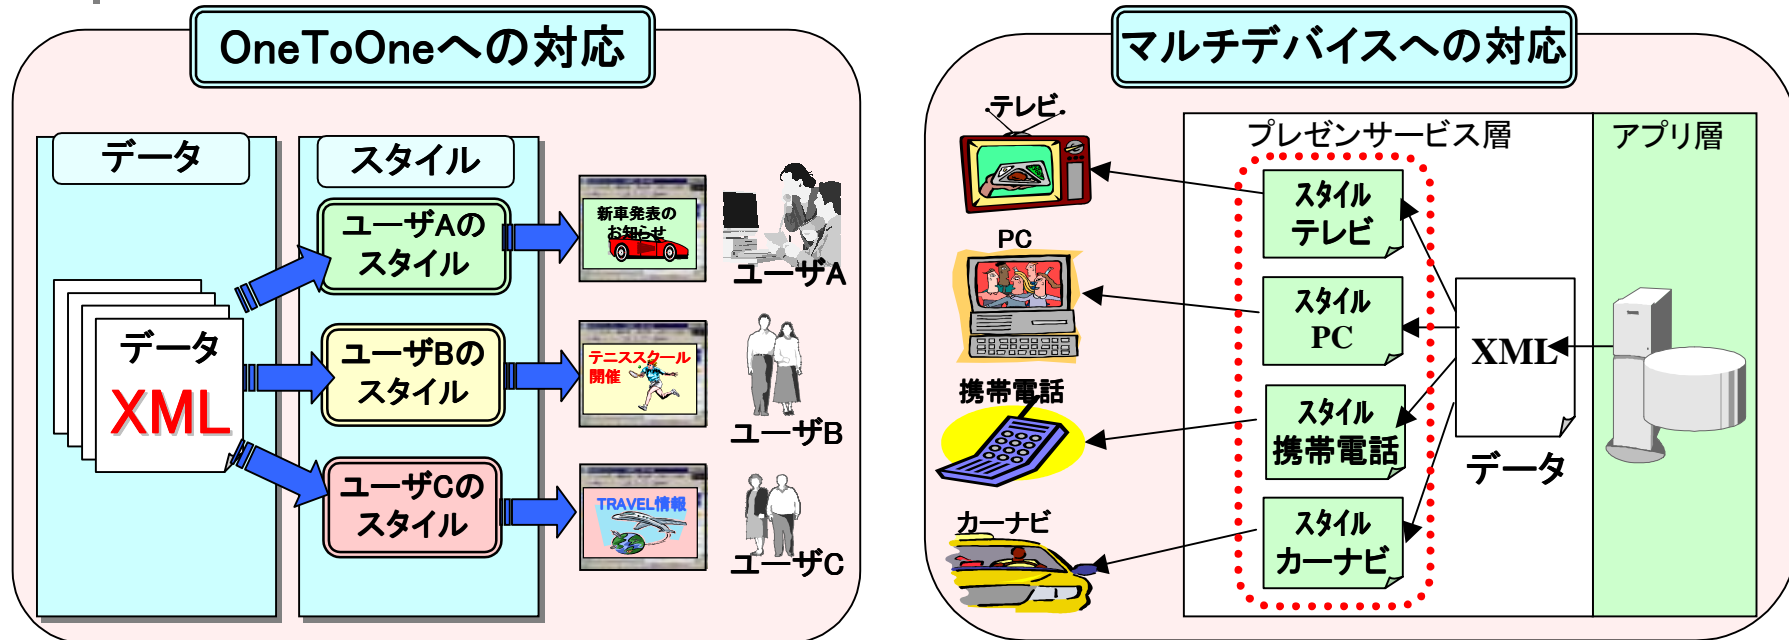 OneToOneへの対応
データ
スタイル
データ
XML
ユーザAの
スタイル
ユーザBの
スタイル
ユーザCの
スタイル
新車発表の
お知らせ
テニススクール
開催
TRAVEL情報
ユーザA
ユーザB
ユーザC
マルチデバイスへの対応
テレビ
PC
携帯電話
カーナビ
プレゼンサービス層
アプリ層
スタイル
テレビ
スタイル
PC
スタイル
携帯電話
スタイル
カーナビ
XML
データ